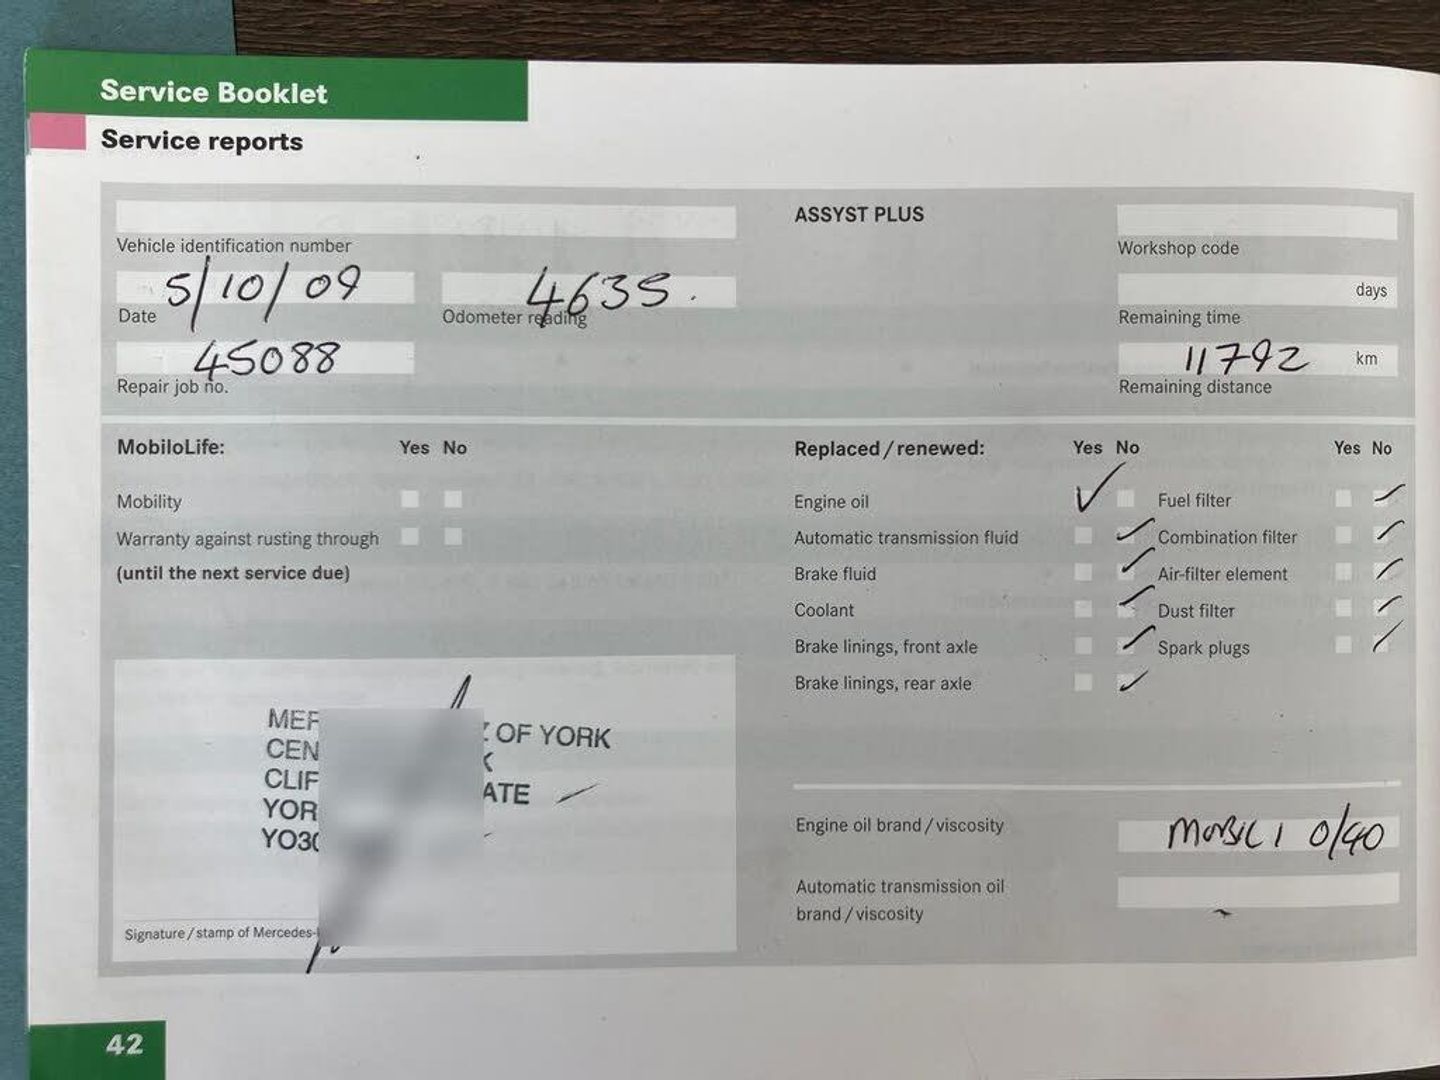 Service Booklet
Service reports
ASSYST PLUS
Vehicle identification number
Workshop code
5/10/09
Date
4635.
Odometer reading
days
Remaining time
45088
Repair job no.
11792 km
Remaining distance
MobiloLife: Yes No
Mobility
Warranty against rusting through
(until the next service due)
Replaced / renewed: Yes No Yes No
Engine oil Fuel filter
Automatic transmission fluid Combination filter
Brake fluid Air-filter element
Coolant Dust filter
Brake linings, front axle Spark plugs
Brake linings, rear axle
MER OF YORK
CEN
CLIF ATE
YOR
YO30
Signature / stamp of Mercedes-
Engine oil brand / viscosity
MOBIL 1 0/40
Automatic transmission oil
brand / viscosity
42